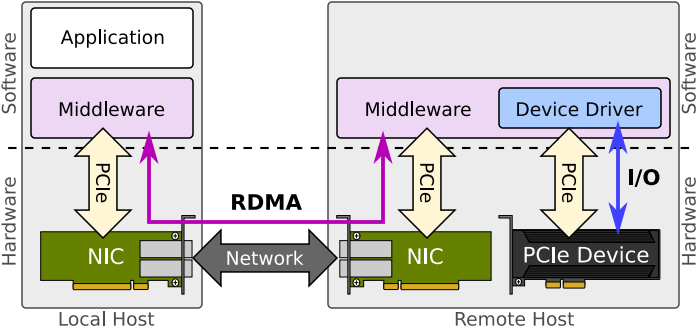 Software
Application
Middleware
Middleware
Device Driver
Software
Hardware
PCIe
RDMA
PCIe
PCIe
I/O
Hardware
NIC
Network
NIC
PCIe Device
Local Host
Remote Host